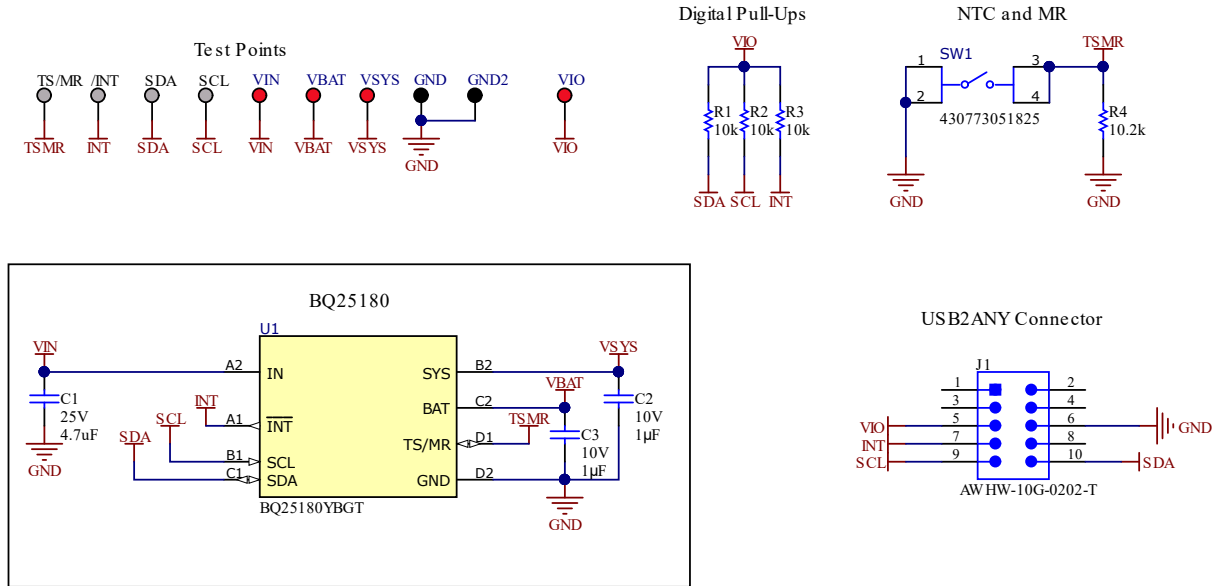 Digital Pull-Ups
NTC and MR
Test Points
TS/MR /INT SDA SCL VIN VBAT VSYS GND GND2 VIO
TSMR INT SDA SCL VIN VBAT VSYS GND VIO
VIO
R1 10k R2 10k R3 10k
SDA SCL INT
SW1
TSMR
1 3
2 4
430773051825
R4
10.2k
GND GND
BQ25180
U1
VIN
VSYS
A2 IN SYS B2
C1
25V
4.7uF
GND
VBAT
C2
10V
1µF
INT
A1 INT BAT C2
SCL
TSMR
C3
10V
1µF
SDA
TS/MR D1
B1 SCL
C1 SDA GND D2
BQ25180YBGT
GND
USB2ANY Connector
J1
1 2
3 4
VIO 5 6 GND
INT 7 8
SCL 9 10 SDA
AWHW-10G-0202-T